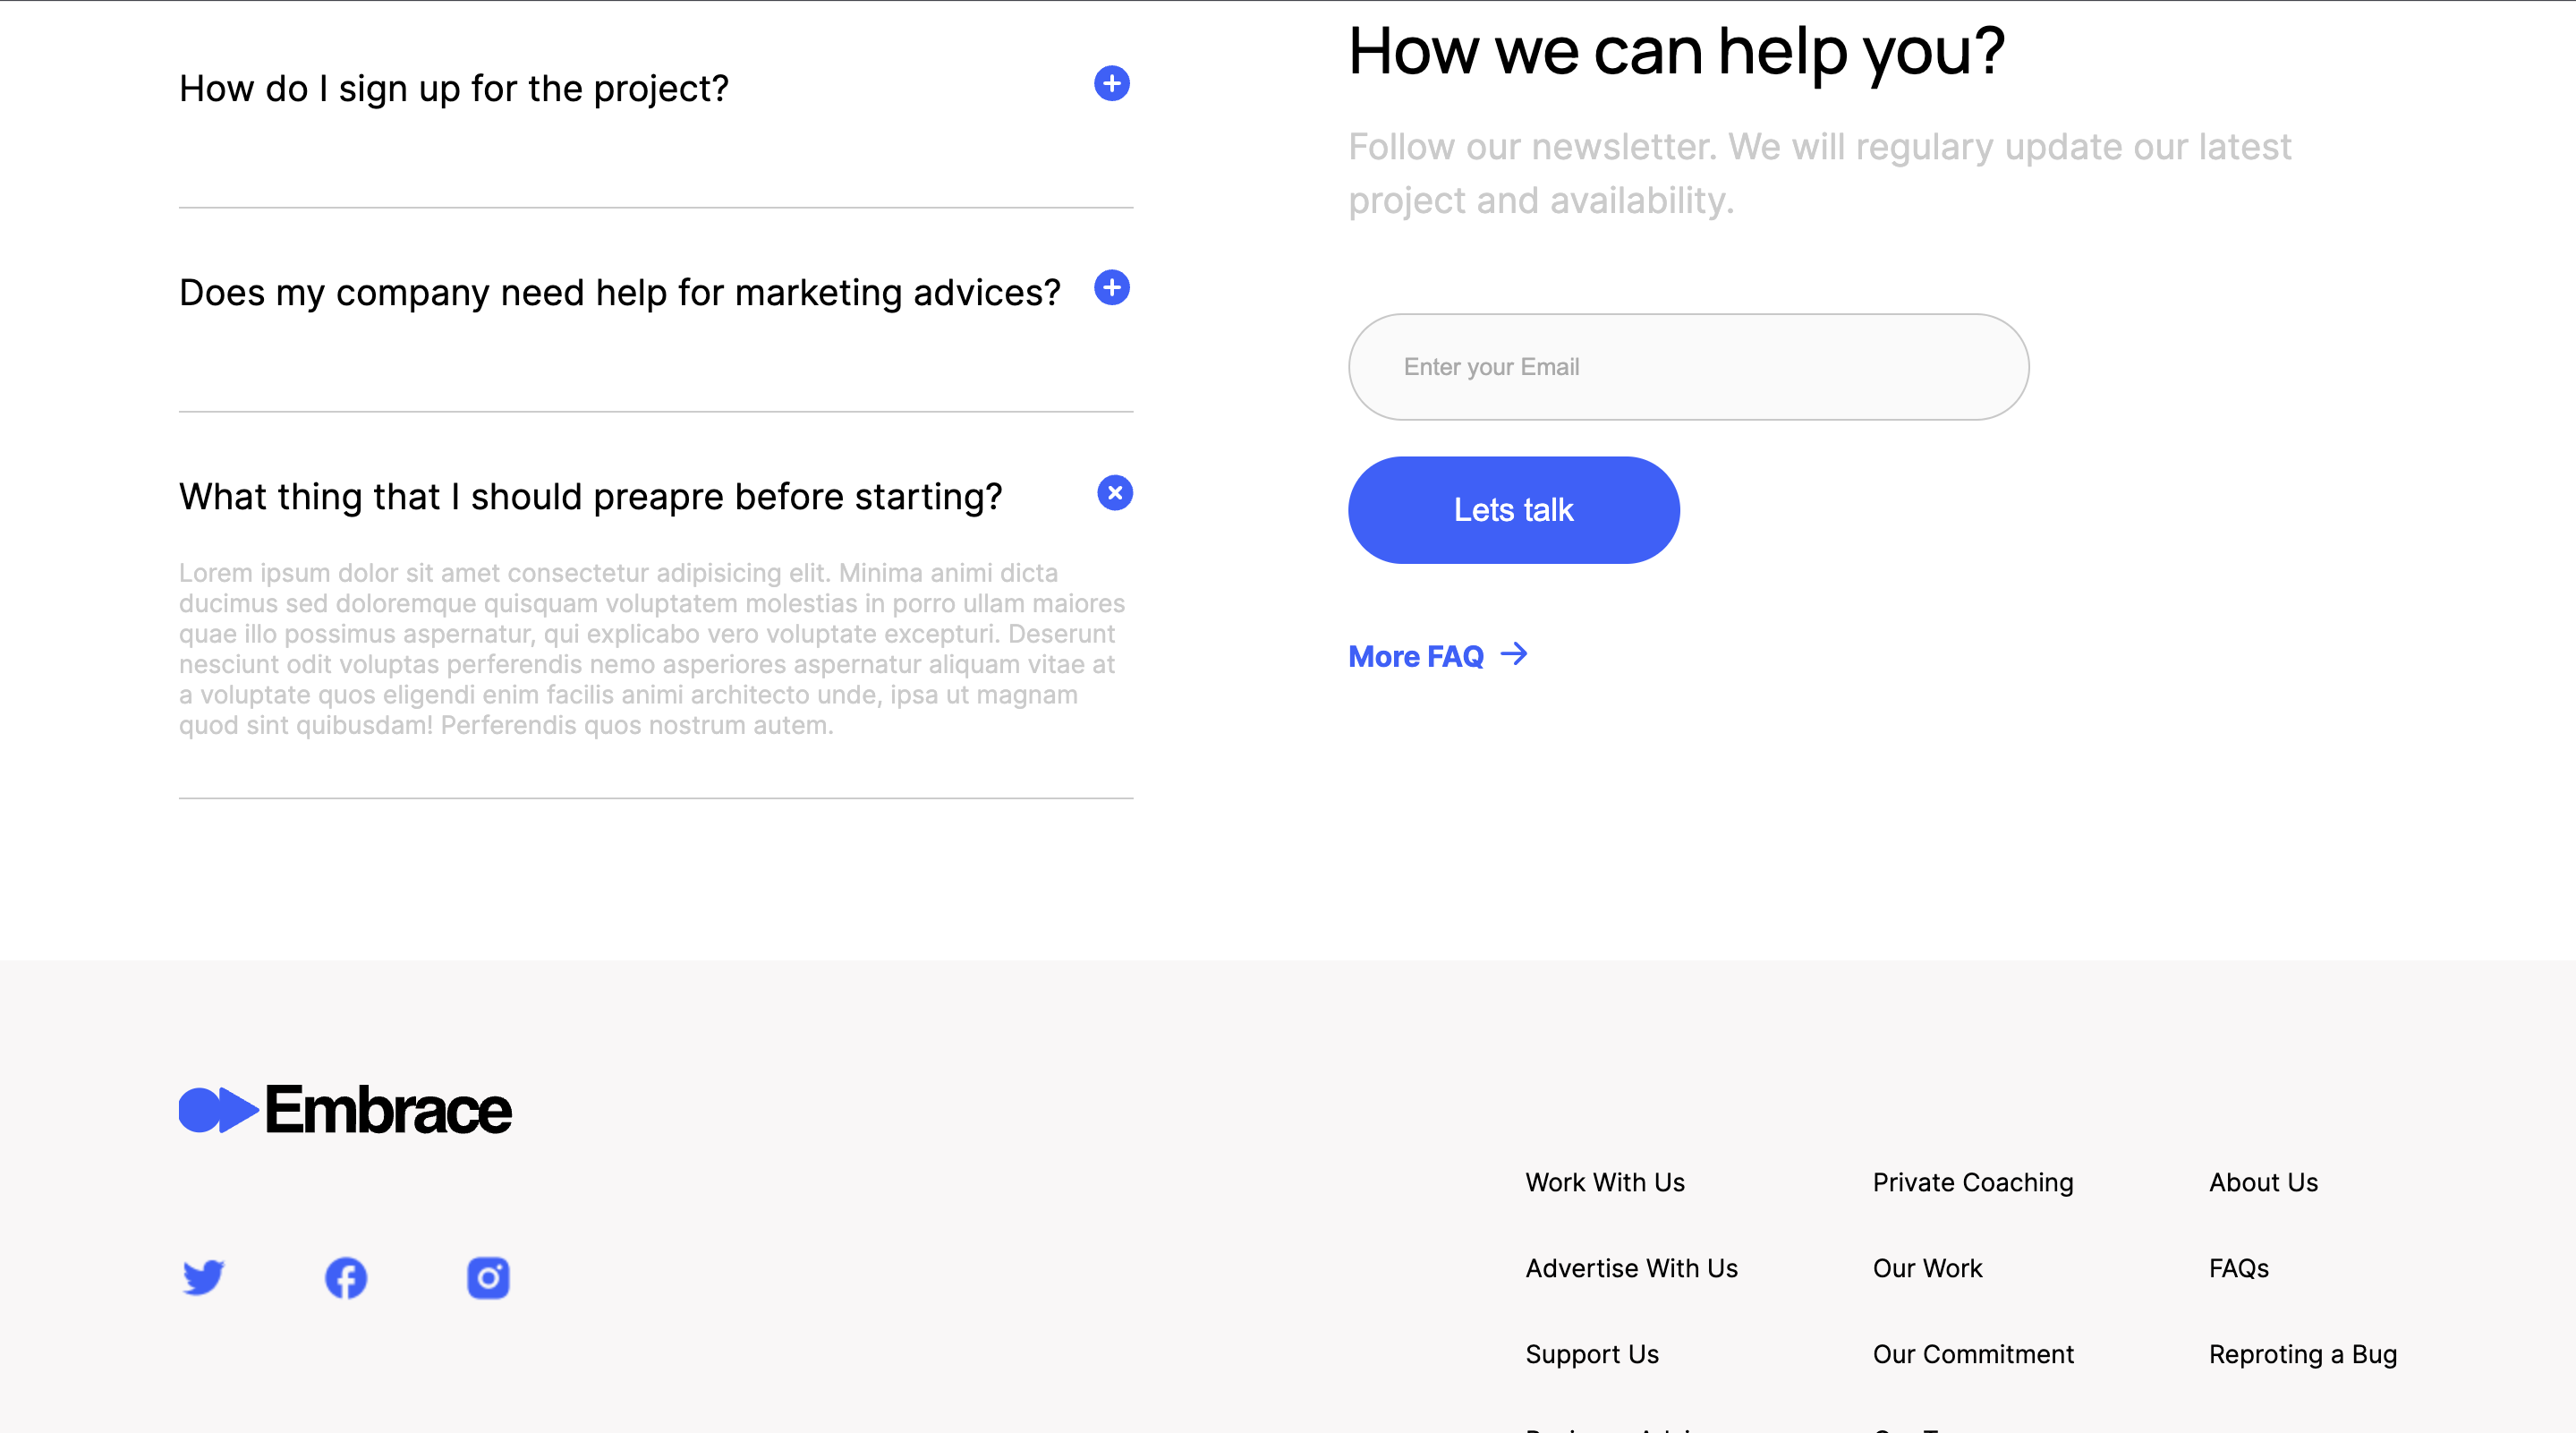 How do I sign up for the project?
Does my company need help for marketing advices?
What thing that I should preapre before starting?
Lorem ipsum dolor sit amet consectetur adipisicing elit. Minima animi dicta
ducimus sed doloremque quisquam voluptatem molestias in porro ullam maiores
quae illo possimus aspernatur, qui explicabo vero voluptate excepturi. Deserunt
nesciunt odit voluptas perferendis nemo asperiores aspernatur aliquam vitae at
a voluptate quos eligendi enim facilis animi architecto unde, ipsa ut magnam
quod sint quibusdam! Perferendis quos nostrum autem.
How we can help you?
Follow our newsletter. We will regulary update our latest
project and availability.
Enter your Email
Lets talk
More FAQ
Embrace
Work With Us
Advertise With Us
Support Us
Private Coaching
Our Work
Our Commitment
About Us
FAQs
Reproting a Bug